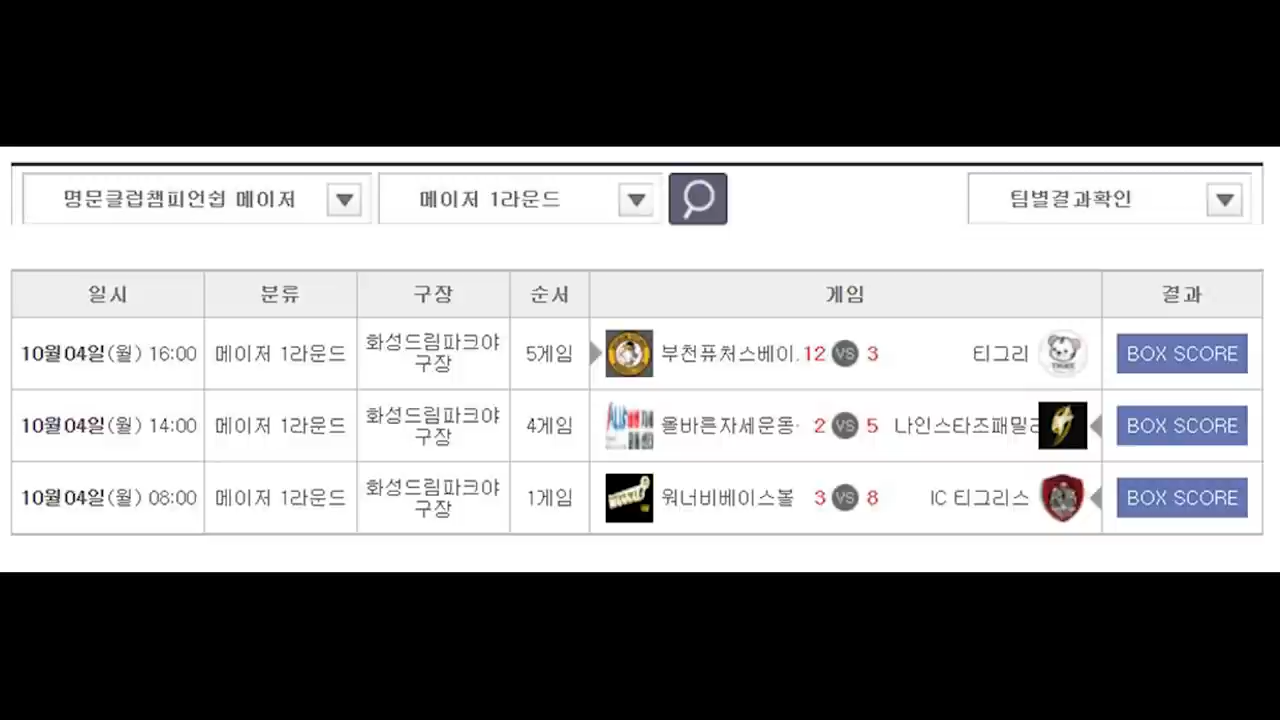 명문클럽챔피언쉽 메이저 메이저 1라운드 팀별결과확인
일시 분류 구장 순서 게임 결과
10월 04일(월) 16:00 메이저 1라운드 화성드림파크야 5게임 부천퓨처스베이. 12 VS 3 티그리 BOX SCORE
구장
10월 04일(월) 14:00 메이저 1라운드 화성드림파크야 4게임 올바른자세운동· 2 VS 5 나인스타즈패밀리 BOX SCORE
구장
10월 04일(월) 08:00 메이저 1라운드 화성드림파크야 1게임 워너비베이스볼 3 VS 8 IC 티그리스 BOX SCORE
구장